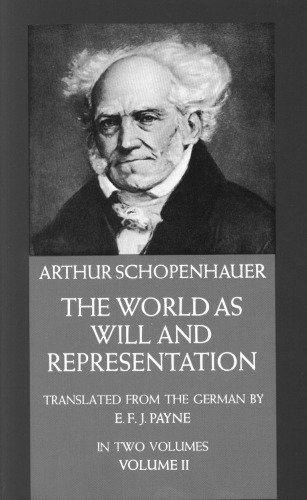 ARTHUR SCHOPENHAUER
THE WORLD AS
WILL AND
REPRESENTATION
TRANSLATED FROM THE GERMAN BY
E. F. J. PAYNE
IN TWO VOLUMES
VOLUME II